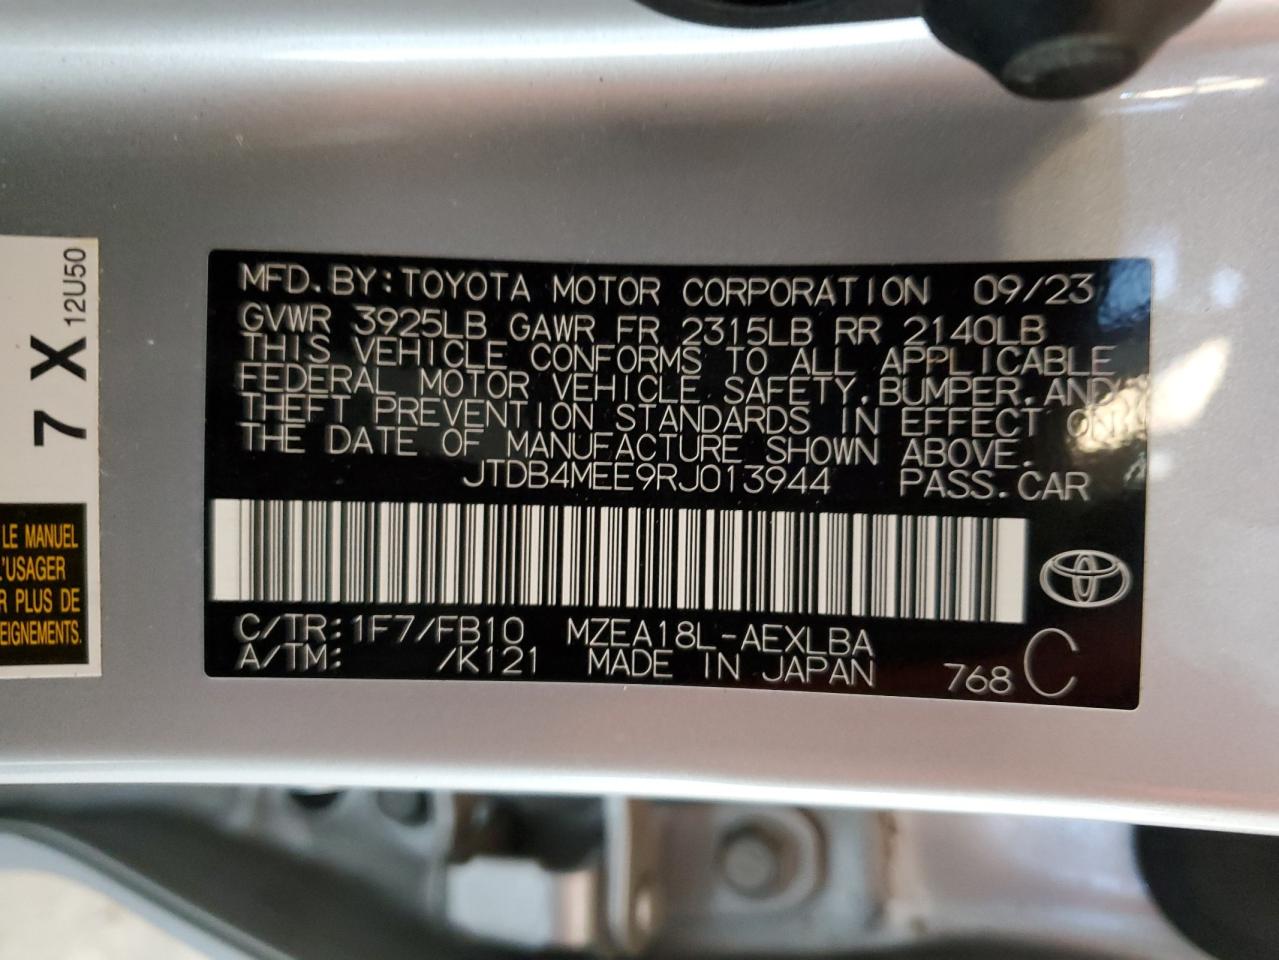 7 X 12U50
LE MANUEL
L'USAGER
R PLUS DE
SEIGNEMENTS.
MFD. BY: TOYOTA MOTOR CORPORATION 09/23
GVWR 3925LB GAWR FR 2315LB RR 2140LB
THIS VEHICLE CONFORMS TO ALL APPLICABLE
FEDERAL MOTOR VEHICLE SAFETY, BUMPER, AND
THEFT PREVENTION STANDARDS IN EFFECT ON
THE DATE OF MANUFACTURE SHOWN ABOVE.
JTDB4MEE9RJ013944 PASS. CAR
C/TR: 1F7/FB10 MZEA18L-AEXLBA
A/TM: /K121 MADE IN JAPAN 768 C